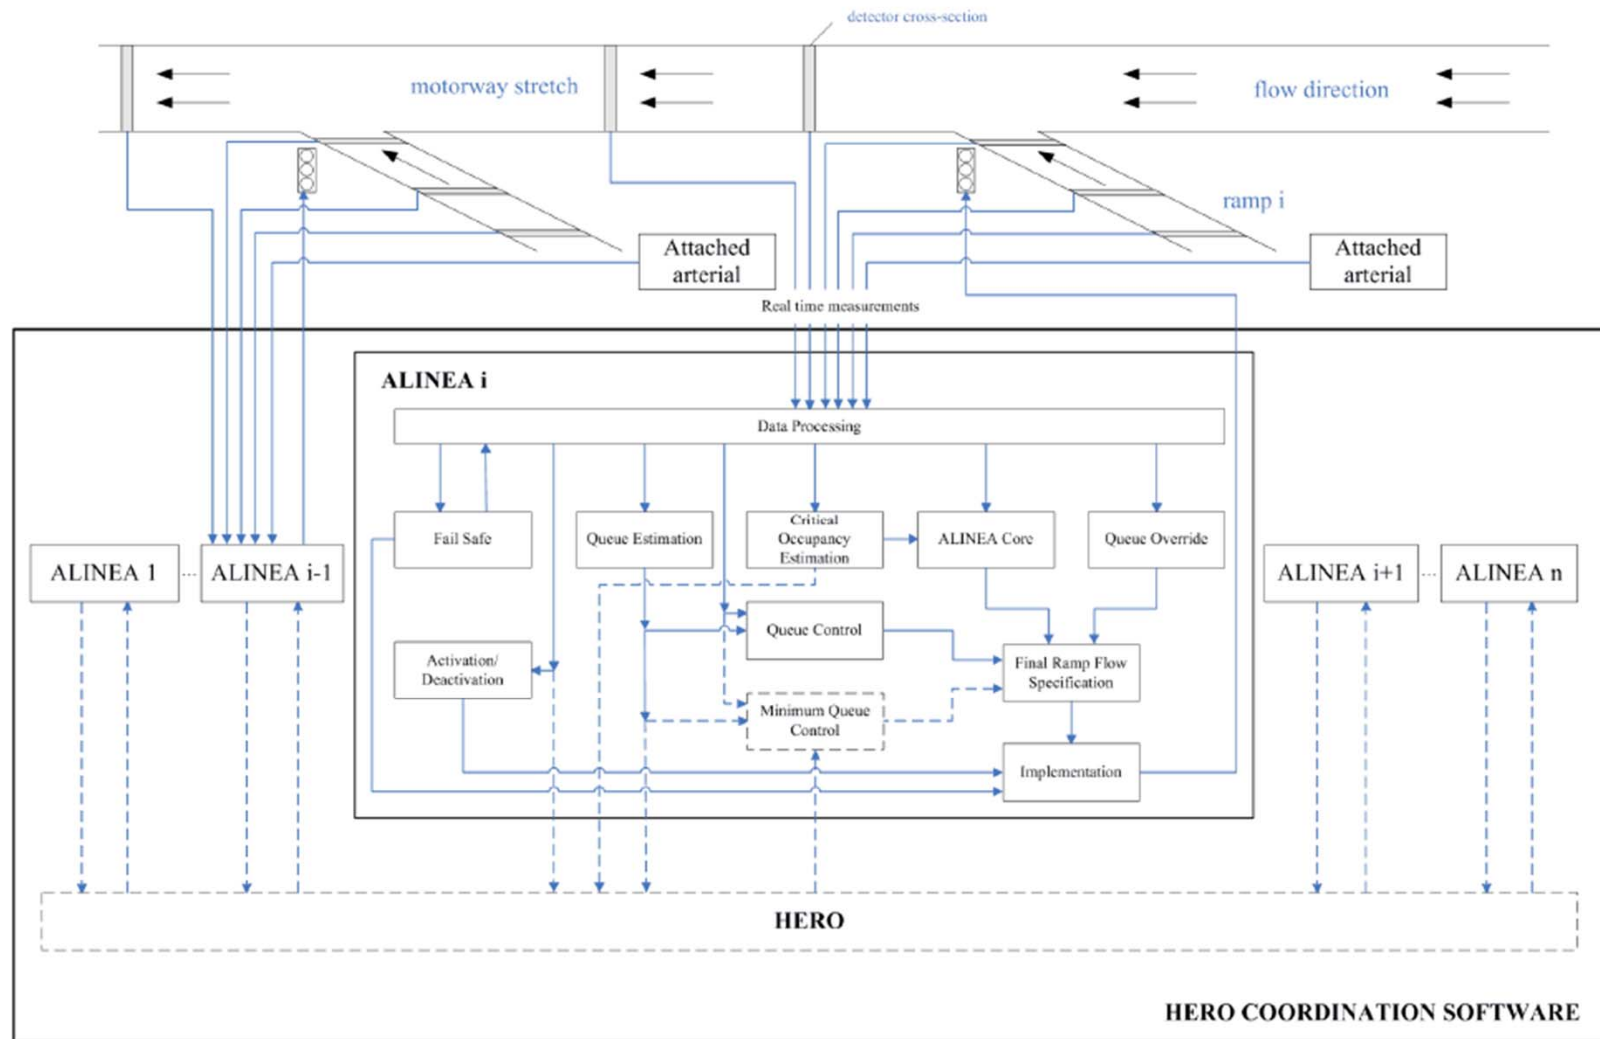 detector cross-section
motorway stretch
flow direction
ramp i
Attached
arterial
Attached
arterial
Real time measurements
ALINEA i
Data Processing
Fail Safe
Queue Estimation
Critical
Occupancy
Estimation
ALINEA Core
Queue Override
ALINEA 1
...
ALINEA i-1
ALINEA i+1
...
ALINEA n
Queue Control
Activation/
Deactivation
Final Ramp Flow
Specification
Minimum Queue
Control
Implementation
HERO
HERO COORDINATION SOFTWARE